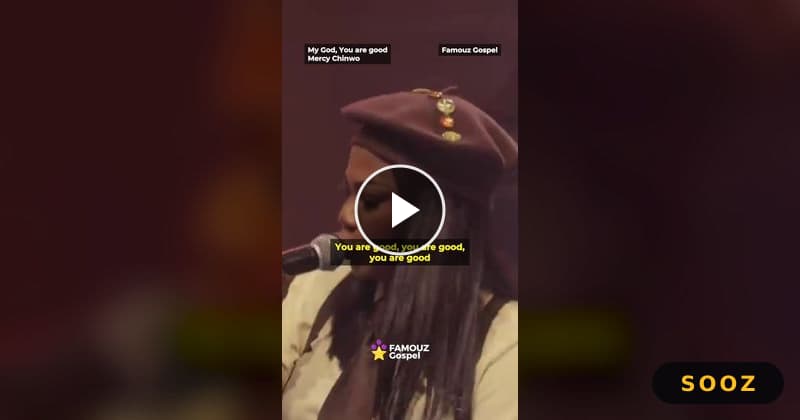 My God, You are good
Mercy Chinwo
Famouz Gospel
You are good, you are good,
you are good
FAMOUZ
Gospel
SOOZ